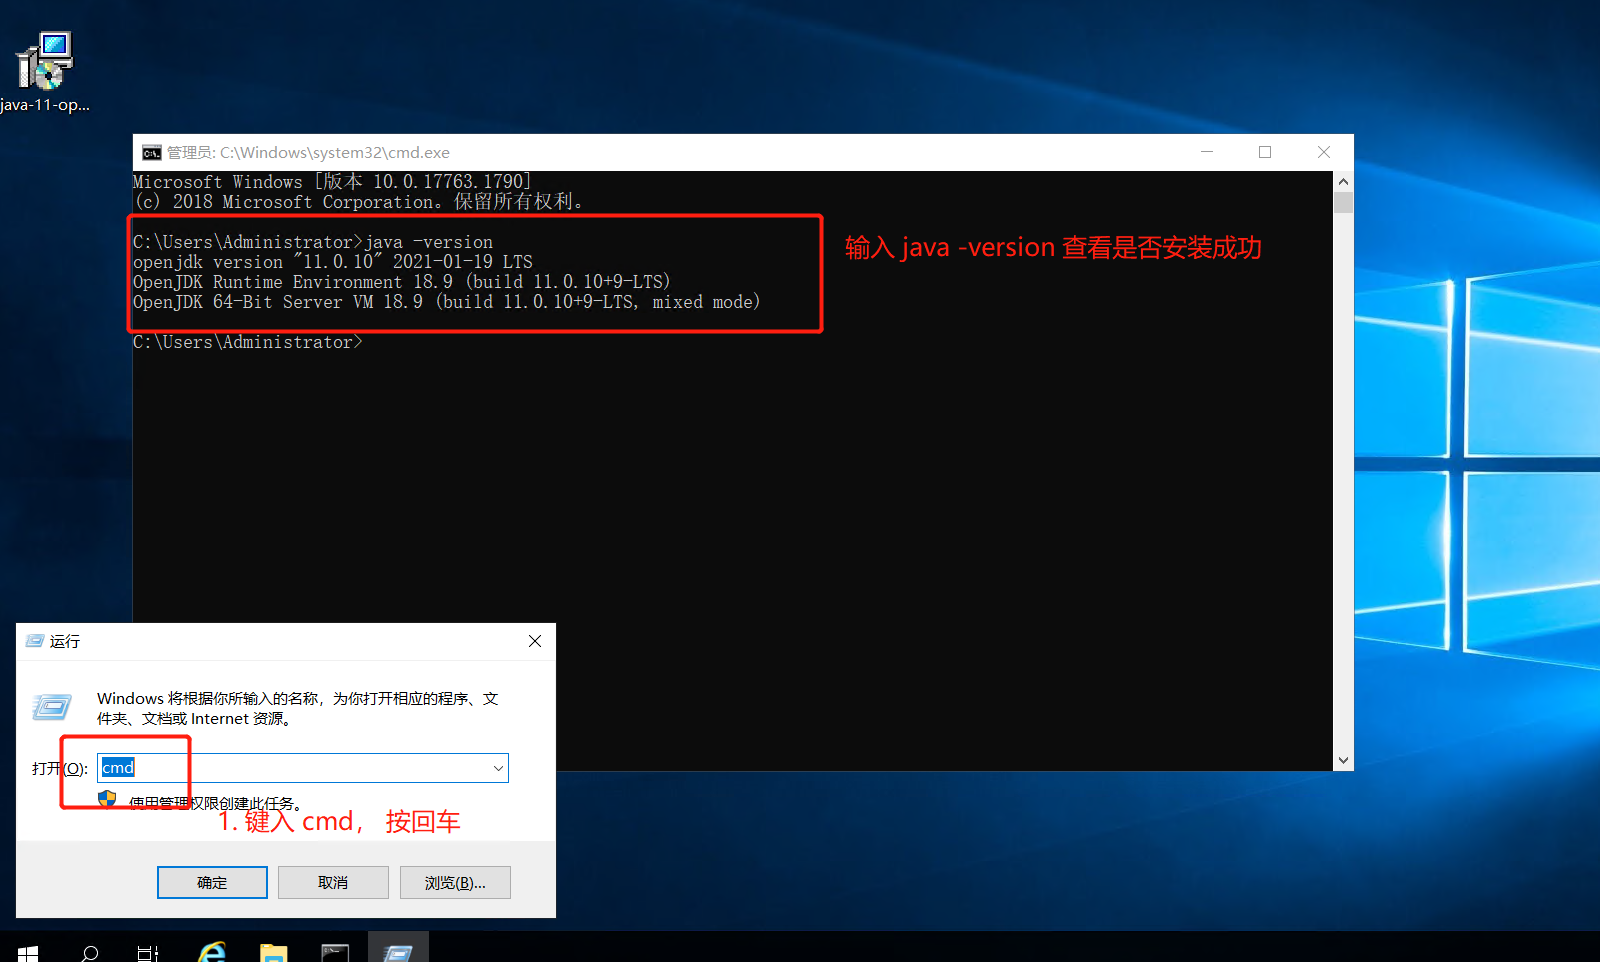 java-11-op...
管理员: C:\Windows\system32\cmd.exe
Microsoft Windows [版本 10.0.17763.1790]
(c) 2018 Microsoft Corporation。保留所有权利。
C:\Users\Administrator>java -version
openjdk version "11.0.10" 2021-01-19 LTS
OpenJDK Runtime Environment 18.9 (build 11.0.10+9-LTS)
OpenJDK 64-Bit Server VM 18.9 (build 11.0.10+9-LTS, mixed mode)
C:\Users\Administrator>
输入 java -version 查看是否安装成功
运行
Windows 将根据你所输入的名称，为你打开相应的程序、文
件夹、文档或 Internet 资源。
打开(O): cmd
使用管理权限创建此任务。
1. 键入 cmd， 按回车
确定
取消
浏览(B)...